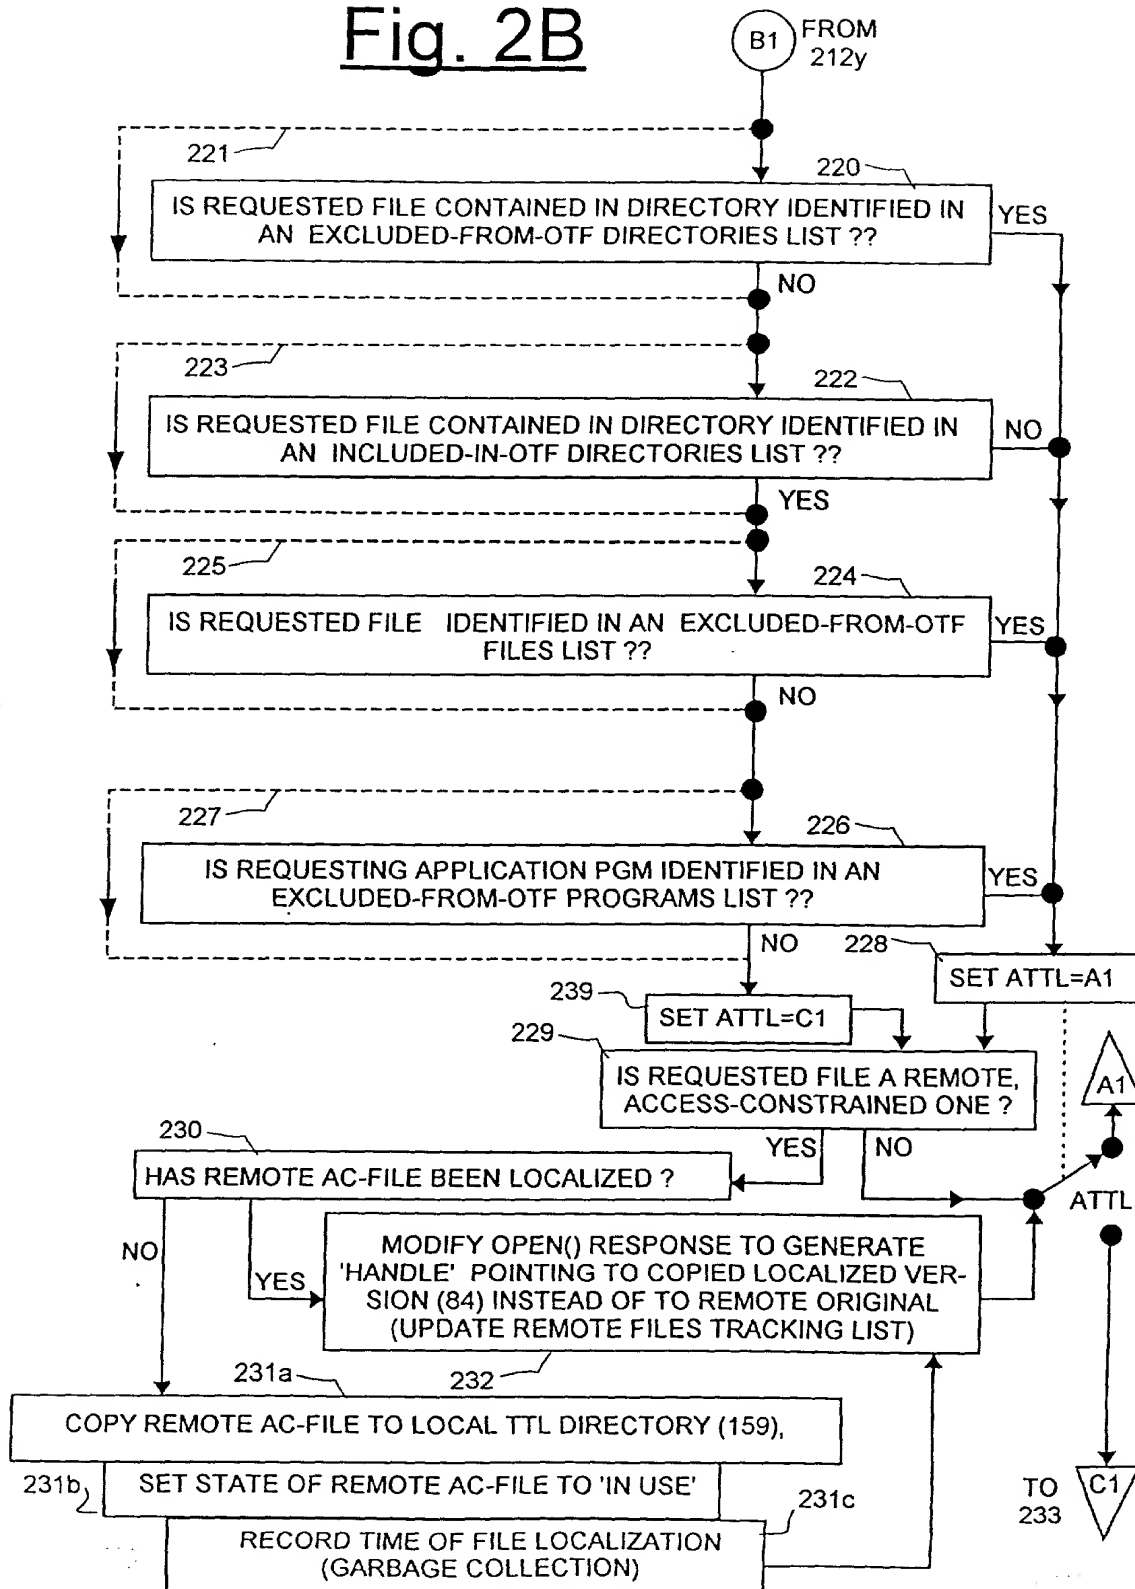 Fig. 2B
B1
FROM
212y
221
220
IS REQUESTED FILE CONTAINED IN DIRECTORY IDENTIFIED IN
AN EXCLUDED-FROM-OTF DIRECTORIES LIST ??
YES
NO
223
222
IS REQUESTED FILE CONTAINED IN DIRECTORY IDENTIFIED IN
AN INCLUDED-IN-OTF DIRECTORIES LIST ??
NO
YES
225
224
IS REQUESTED FILE IDENTIFIED IN AN EXCLUDED-FROM-OTF
FILES LIST ??
YES
NO
227
226
IS REQUESTING APPLICATION PGM IDENTIFIED IN AN
EXCLUDED-FROM-OTF PROGRAMS LIST ??
YES
NO
228
SET ATTL=A1
239
SET ATTL=C1
229
IS REQUESTED FILE A REMOTE,
ACCESS-CONSTRAINED ONE ?
A1
YES
NO
230
HAS REMOTE AC-FILE BEEN LOCALIZED ?
ATTL
NO
YES
MODIFY OPEN() RESPONSE TO GENERATE
'HANDLE' POINTING TO COPIED LOCALIZED VER-
SION (84) INSTEAD OF TO REMOTE ORIGINAL
(UPDATE REMOTE FILES TRACKING LIST)
231a
232
COPY REMOTE AC-FILE TO LOCAL TTL DIRECTORY (159),
231b
SET STATE OF REMOTE AC-FILE TO 'IN USE'
231c
RECORD TIME OF FILE LOCALIZATION
(GARBAGE COLLECTION)
TO
233
C1